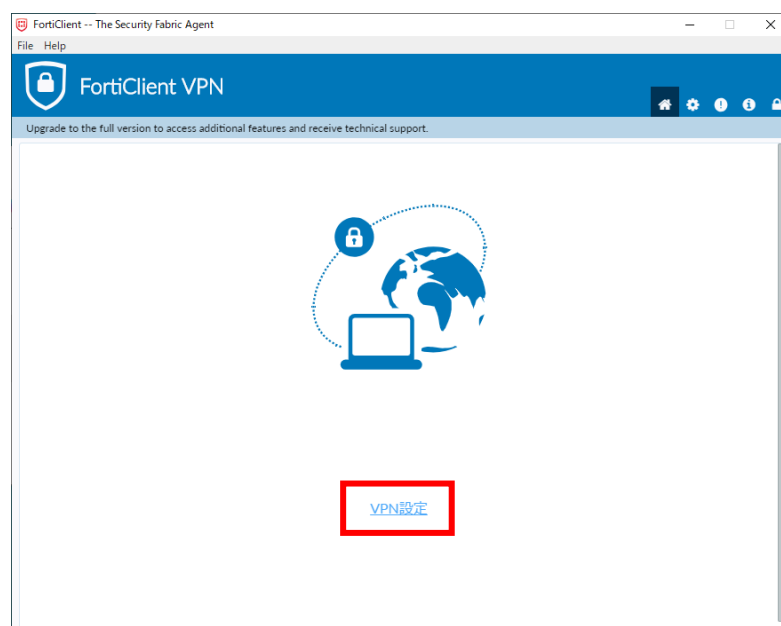 FortiClient -- The Security Fabric Agent
File Help
FortiClient VPN
Upgrade to the full version to access additional features and receive technical support.
VPN設定